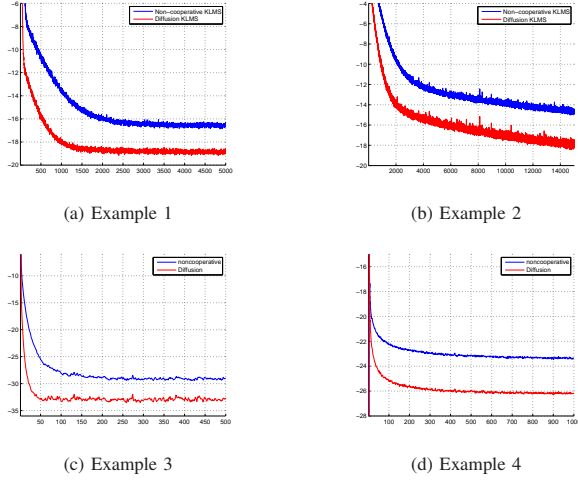 -6
-8
-10
-12
-14
-16
-18
-20
500 1000 1500 2000 2500 3000 3500 4000 4500 5000
Non-cooperative KLMS
Diffusion KLMS
(a) Example 1
-4
-6
-8
-10
-12
-14
-16
-18
-20
2000 4000 6000 8000 10000 12000 14000
Non-cooperative KLMS
Diffusion KLMS
(b) Example 2
-10
-15
-20
-25
-30
-35
50 100 150 200 250 300 350 400 450 500
noncooperative
Diffusion
(c) Example 3
-16
-18
-20
-22
-24
-26
-28
100 200 300 400 500 600 700 800 900 1000
noncooperative
Diffusion
(d) Example 4